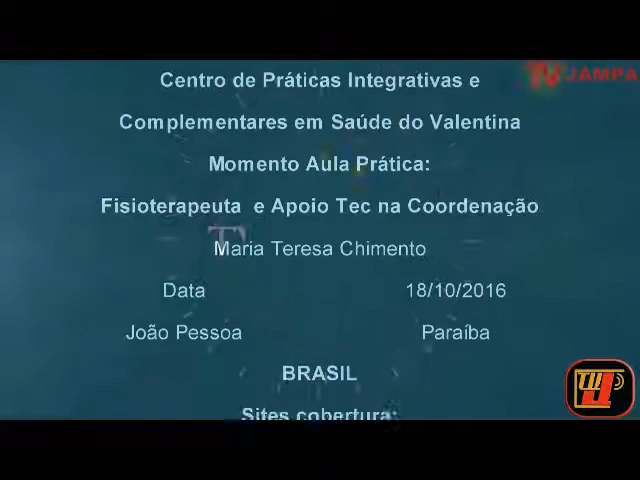 TV JAMPA
Centro de Práticas Integrativas e
Complementares em Saúde do Valentina
Momento Aula Prática:
Fisioterapeuta e Apoio Tec na Coordenação
Maria Teresa Chimento
Data 18/10/2016
João Pessoa Paraíba
BRASIL
Sites cobertura: